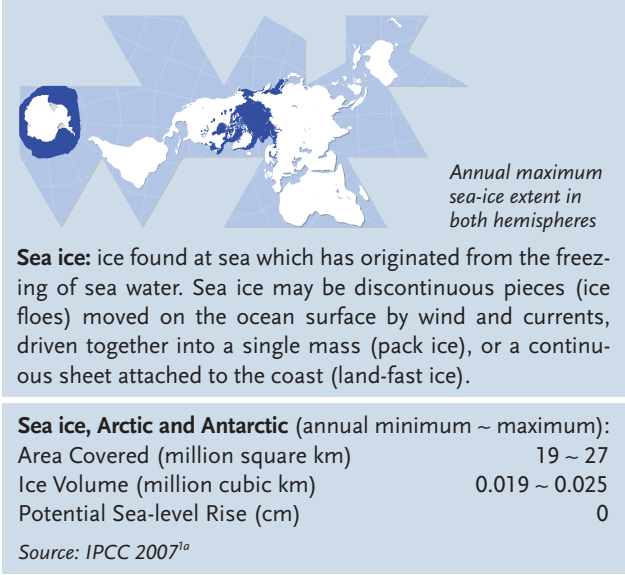 Annual maximum
sea-ice extent in
both hemispheres
Sea ice: ice found at sea which has originated from the freez-
ing of sea water. Sea ice may be discontinuous pieces (ice
floes) moved on the ocean surface by wind and currents,
driven together into a single mass (pack ice), or a continu-
ous sheet attached to the coast (land-fast ice).
Sea ice, Arctic and Antarctic (annual minimum ~ maximum):
Area Covered (million square km) 19 ~ 27
Ice Volume (million cubic km) 0.019 ~ 0.025
Potential Sea-level Rise (cm) 0
Source: IPCC 2007¹ᵃ